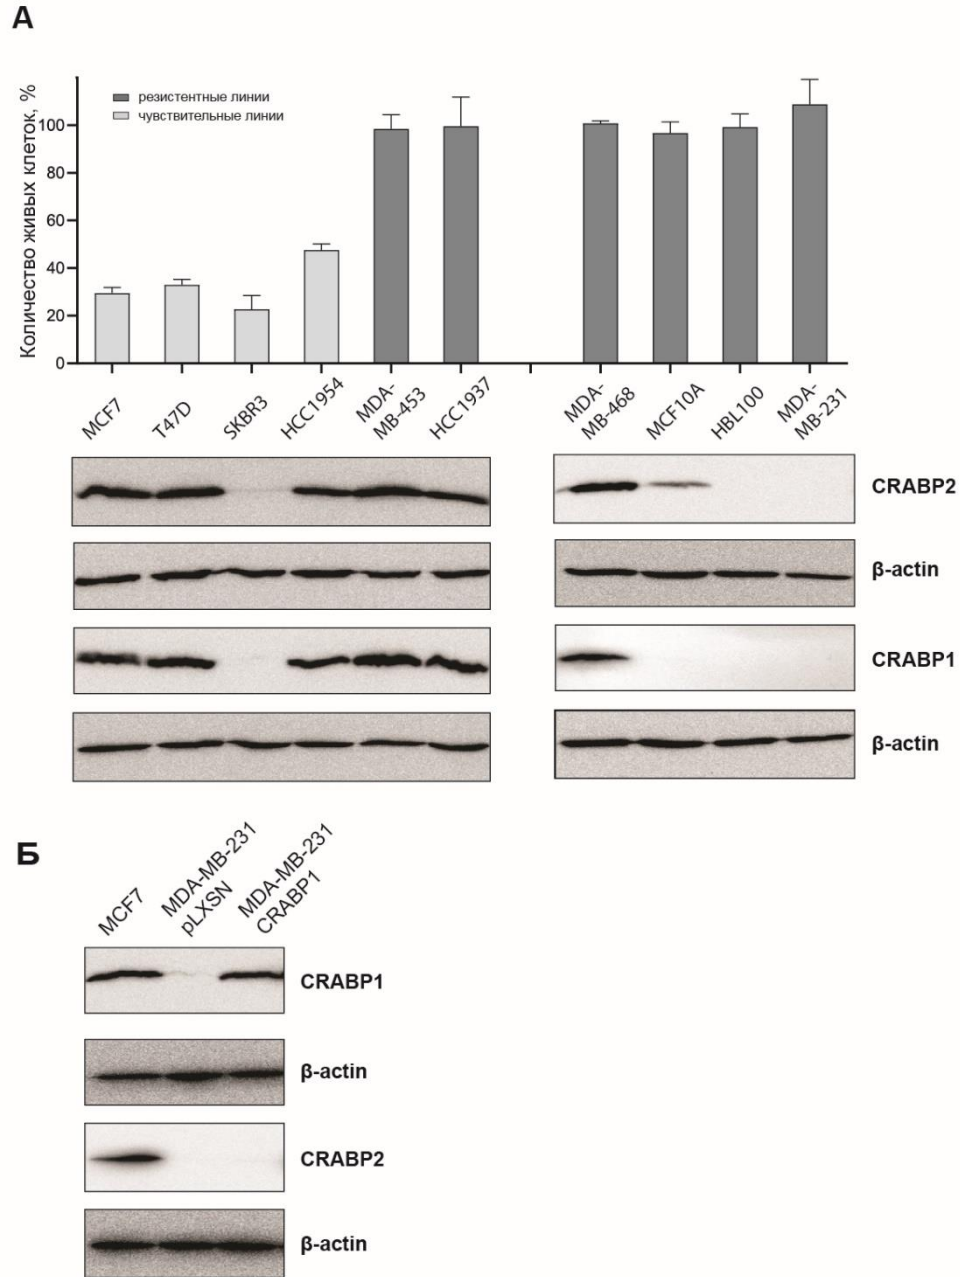 А
Количество живых клеток, %
100
80
60
40
20
0
резистентные линии
чувствительные линии
MCF7
T47D
SKBR3
HCC1954
MDA-
MB-453
HCC1937
MDA-
MB-468
MCF10A
HBL100
MDA-
MB-231
CRABP2
β-actin
CRABP1
β-actin
Б
MCF7
MDA-MB-231
pLXSN
MDA-MB-231
CRABP1
CRABP1
β-actin
CRABP2
β-actin